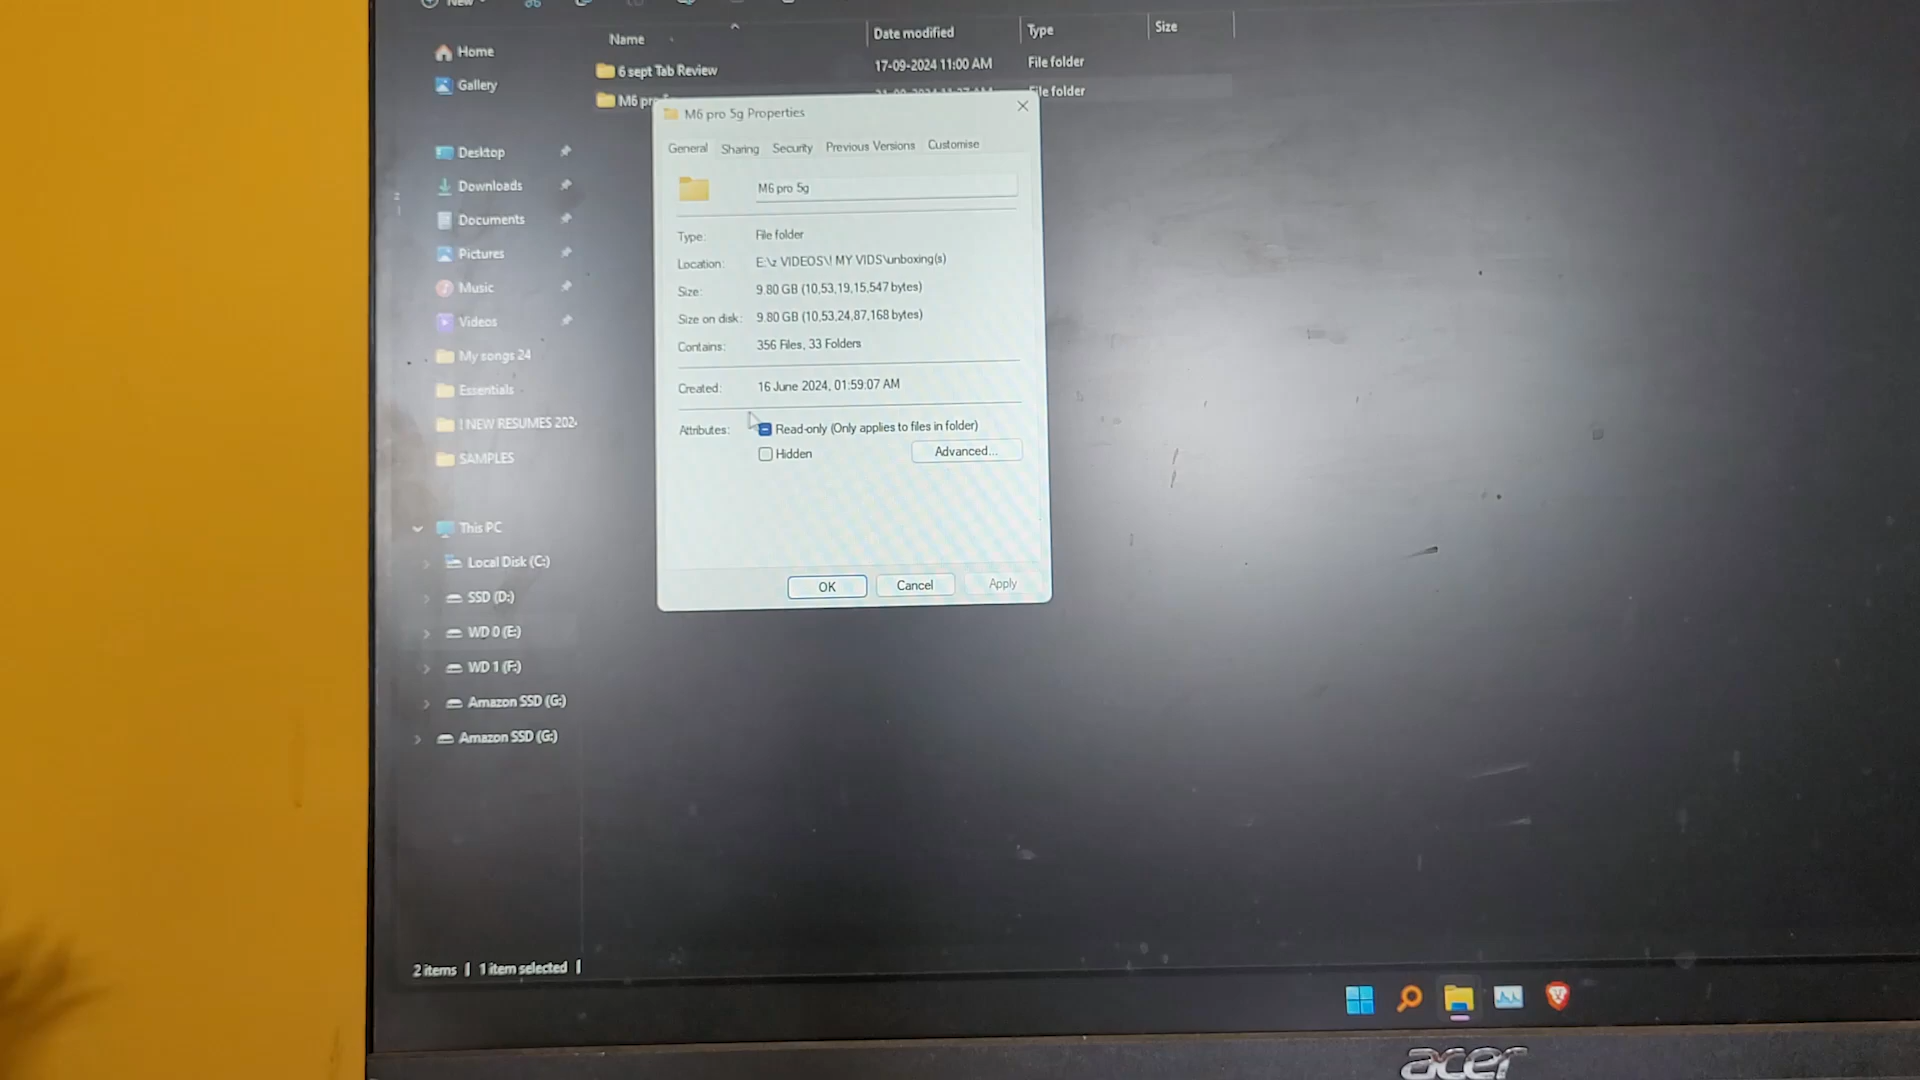 New
Name
Date modified
Type
Size
6 sept Tab Review
17-09-2024 11:00 AM
File folder
M6 pro
File folder
Home
Gallery
Desktop
Downloads
Documents
Pictures
Music
Videos
My songs 24
Essentials
! NEW RESUMES 202
SAMPLES
This PC
Local Disk (C:)
SSD (D:)
WD 0 (E:)
WD 1 (F:)
Amazon SSD (G:)
Amazon SSD (G:)
2 items
1 item selected
M6 pro 5g Properties
General Sharing Security Previous Versions Customise
M6 pro 5g
Type: File folder
Location: E:\z VIDEOS\! MY VIDS\unboxing(s)
Size: 9.80 GB (10,53,19,15,547 bytes)
Size on disk: 9.80 GB (10,53,24,87,168 bytes)
Contains: 356 Files, 33 Folders
Created: 16 June 2024, 01:59:07 AM
Attributes: Read-only (Only applies to files in folder)
Hidden
Advanced...
OK
Cancel
Apply
acer